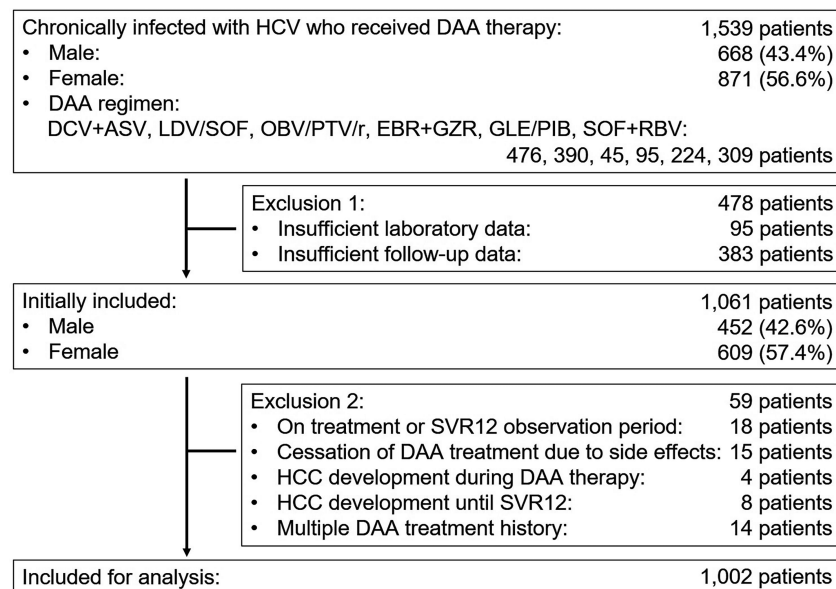 Chronically infected with HCV who received DAA therapy: 1,539 patients
• Male: 668 (43.4%)
• Female: 871 (56.6%)
• DAA regimen:
DCV+ASV, LDV/SOF, OBV/PTV/r, EBR+GZR, GLE/PIB, SOF+RBV:
476, 390, 45, 95, 224, 309 patients
Exclusion 1: 478 patients
• Insufficient laboratory data: 95 patients
• Insufficient follow-up data: 383 patients
Initially included: 1,061 patients
• Male 452 (42.6%)
• Female 609 (57.4%)
Exclusion 2: 59 patients
• On treatment or SVR12 observation period: 18 patients
• Cessation of DAA treatment due to side effects: 15 patients
• HCC development during DAA therapy: 4 patients
• HCC development until SVR12: 8 patients
• Multiple DAA treatment history: 14 patients
Included for analysis: 1,002 patients